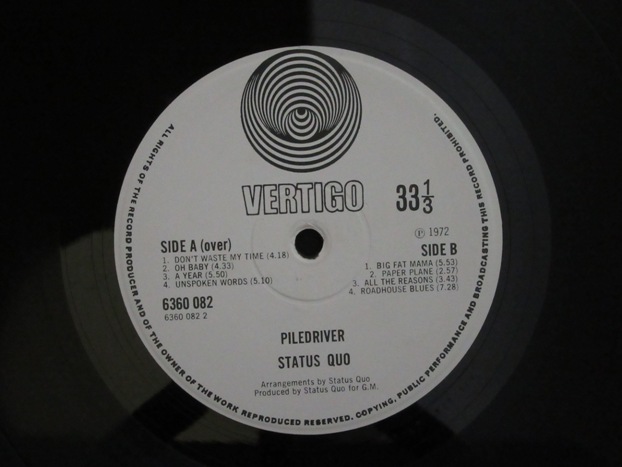 VERTIGO
33 1/3
℗ 1972
SIDE A (over)
1. DON'T WASTE MY TIME (4.18)
2. OH BABY (4.33)
3. A YEAR (5.50)
4. UNSPOKEN WORDS (5.10)
6360 082
6360 082 2
SIDE B
1. BIG FAT MAMA (5.53)
2. PAPER PLANE (2.57)
3. ALL THE REASONS (3.43)
4. ROADHOUSE BLUES (7.28)
PILEDRIVER
STATUS QUO
Arrangements by Status Quo
Produced by Status Quo for G.M.
ALL RIGHTS OF THE RECORD PRODUCER AND OF THE OWNER OF THE WORK REPRODUCED RESERVED. COPYING, PUBLIC PERFORMANCE AND BROADCASTING THIS RECORD PROHIBITED.